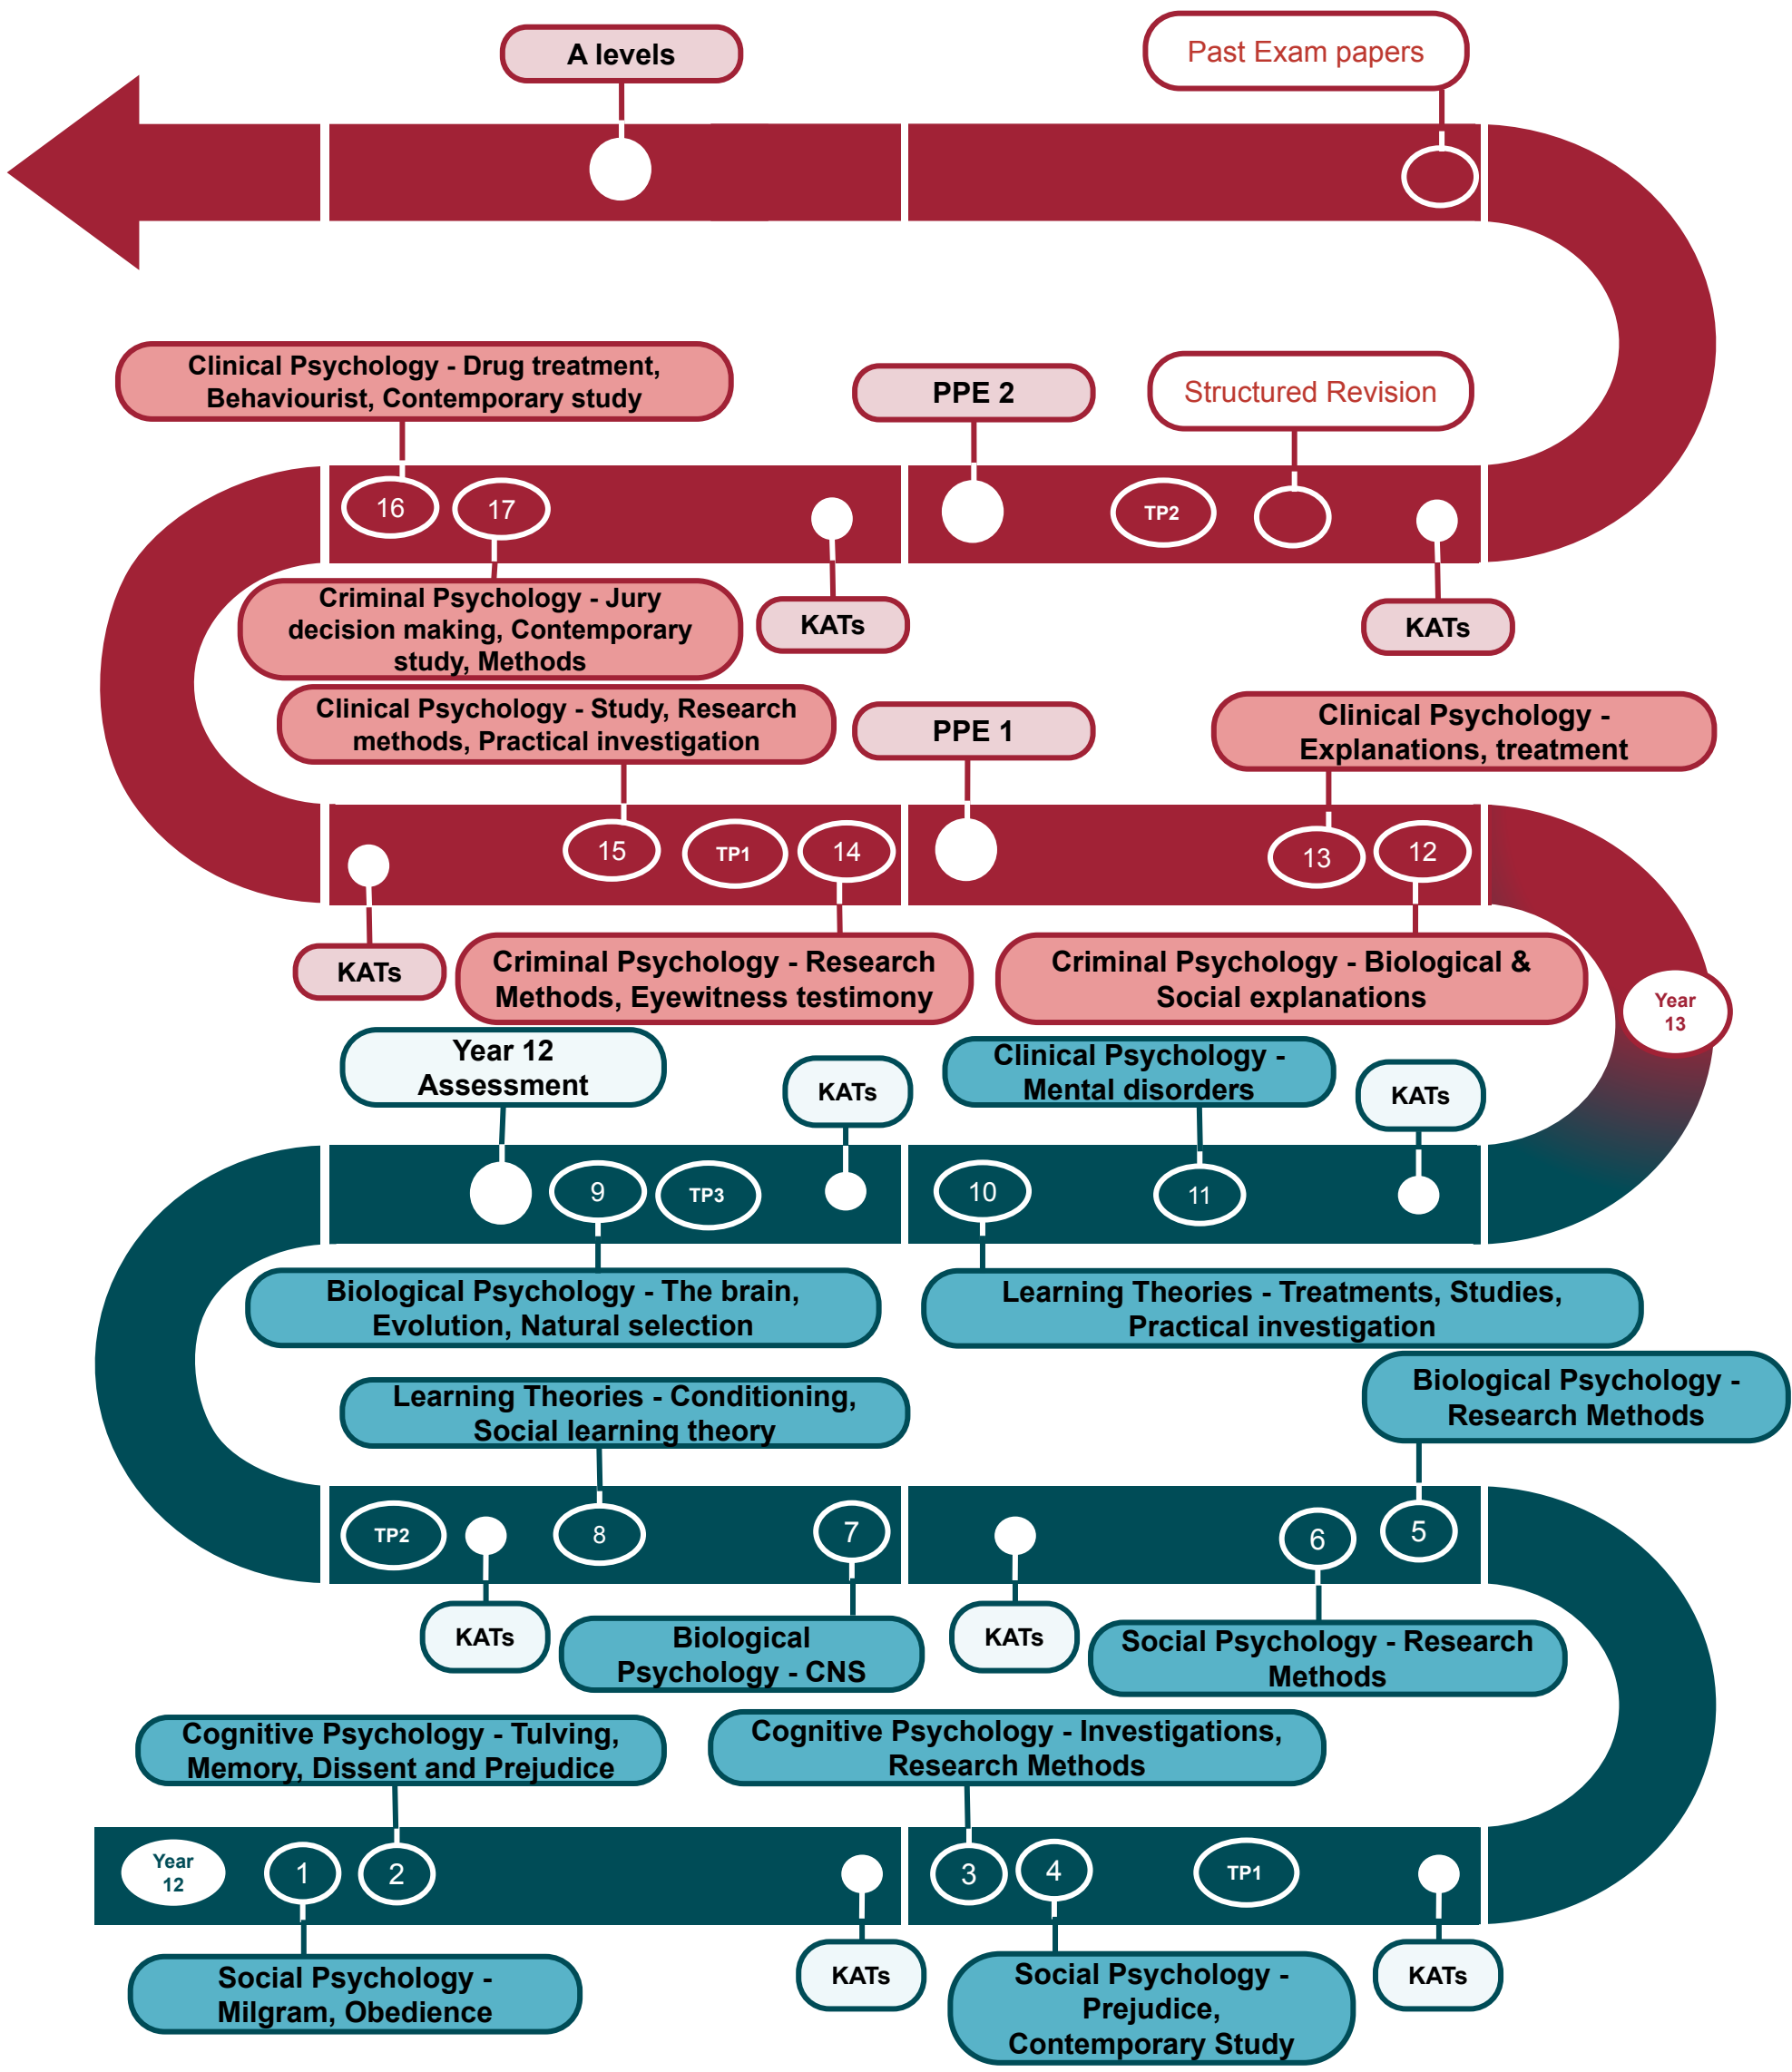 A levels
Past Exam papers
Clinical Psychology - Drug treatment,
Behaviourist, Contemporary study
PPE 2
Structured Revision
16
17
TP2
Criminal Psychology - Jury
decision making, Contemporary
study, Methods
KATs
KATs
Clinical Psychology - Study, Research
methods, Practical investigation
PPE 1
Clinical Psychology -
Explanations, treatment
15
TP1
14
13
12
KATs
Criminal Psychology - Research
Methods, Eyewitness testimony
Criminal Psychology - Biological &
Social explanations
Year
13
Year 12
Assessment
KATs
Clinical Psychology -
Mental disorders
KATs
9
TP3
10
11
Biological Psychology - The brain,
Evolution, Natural selection
Learning Theories - Treatments, Studies,
Practical investigation
Learning Theories - Conditioning,
Social learning theory
Biological Psychology -
Research Methods
TP2
8
7
6
5
KATs
Biological
Psychology - CNS
KATs
Social Psychology - Research
Methods
Cognitive Psychology - Tulving,
Memory, Dissent and Prejudice
Cognitive Psychology - Investigations,
Research Methods
Year
12
1
2
3
4
TP1
Social Psychology -
Milgram, Obedience
KATs
Social Psychology -
Prejudice,
Contemporary Study
KATs